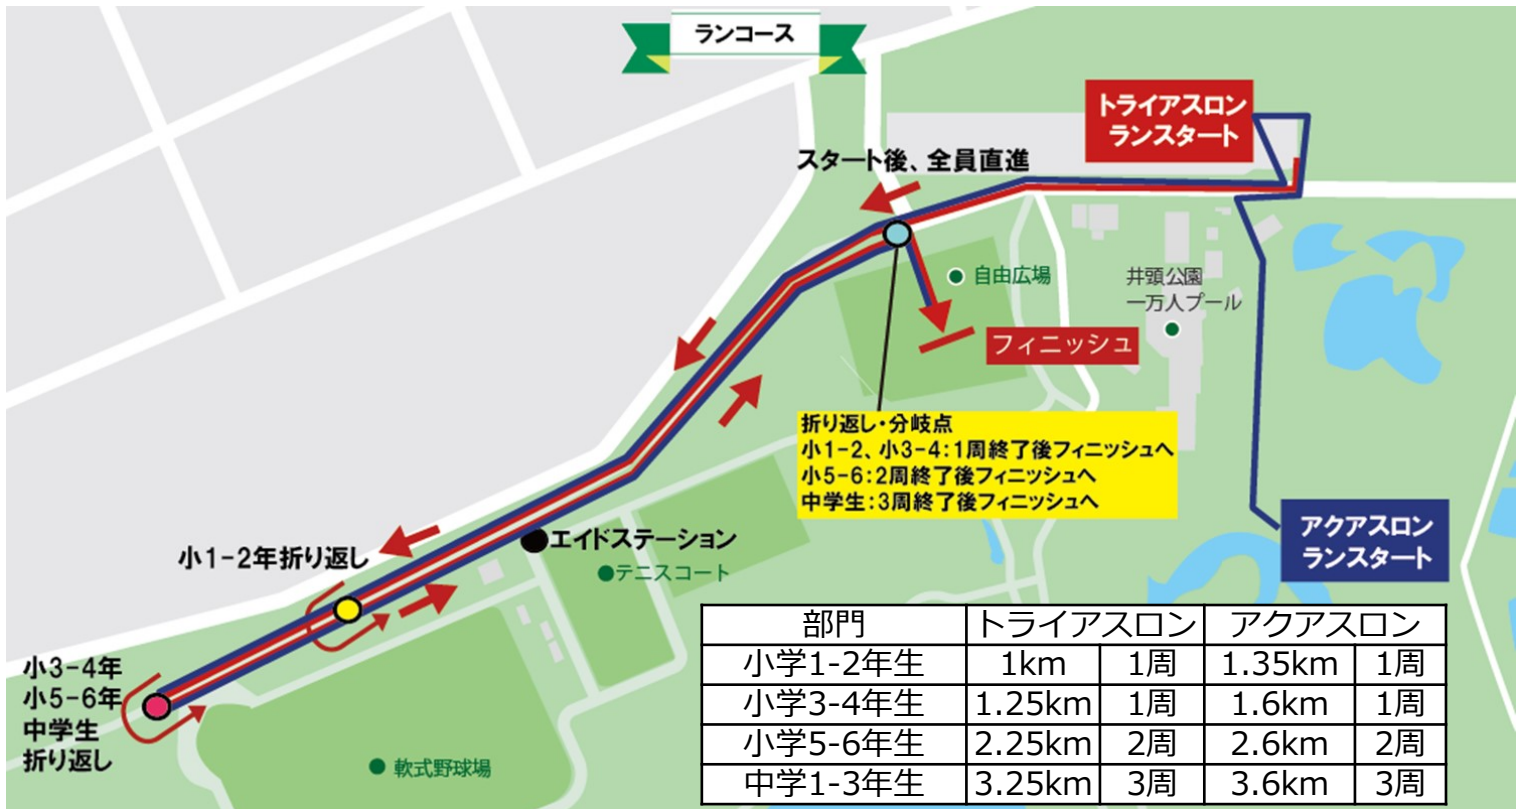 ランコース
トライアスロン
ランスタート
スタート後、全員直進
自由広場
井頭公園
一万人プール
フィニッシュ
折り返し・分岐点
小1-2、小3-4:1周終了後フィニッシュへ
小5-6:2周終了後フィニッシュへ
中学生:3周終了後フィニッシュへ
アクアスロン
ランスタート
エイドステーション
小1-2年折り返し
テニスコート
小3-4年
小5-6年
中学生
折り返し
軟式野球場
部門 トライアスロン アクアスロン
小学1-2年生 1km 1周 1.35km 1周
小学3-4年生 1.25km 1周 1.6km 1周
小学5-6年生 2.25km 2周 2.6km 2周
中学1-3年生 3.25km 3周 3.6km 3周